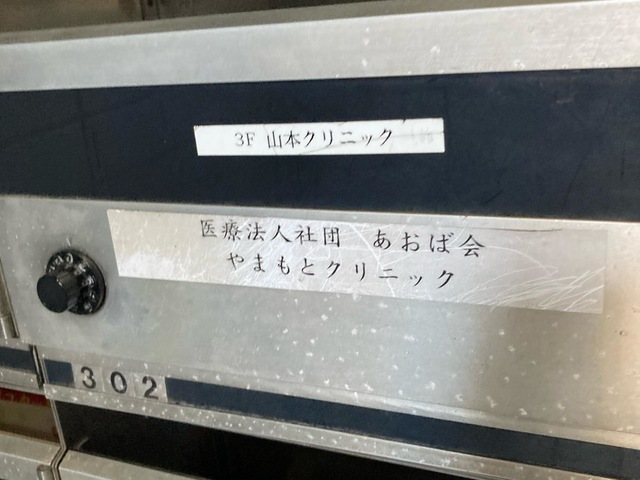 3F 山本クリニック
医療法人社団 あおば会
やまもとクリニック
302